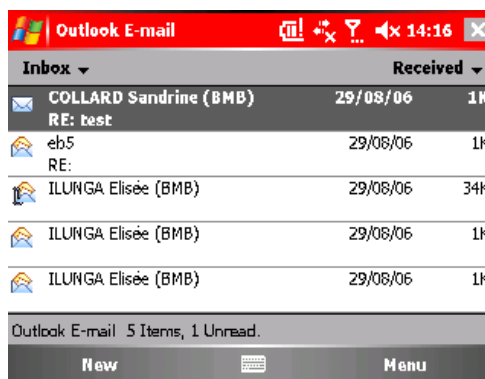 Outlook E-mail 14:16
Inbox Received
COLLARD Sandrine (BMB) 29/08/06 1K
RE: test
eb5 29/08/06 1K
RE:
ILUNGA Elisée (BMB) 29/08/06 34K
ILUNGA Elisée (BMB) 29/08/06 1K
ILUNGA Elisée (BMB) 29/08/06 1K
Outlook E-mail 5 Items, 1 Unread.
New Menu